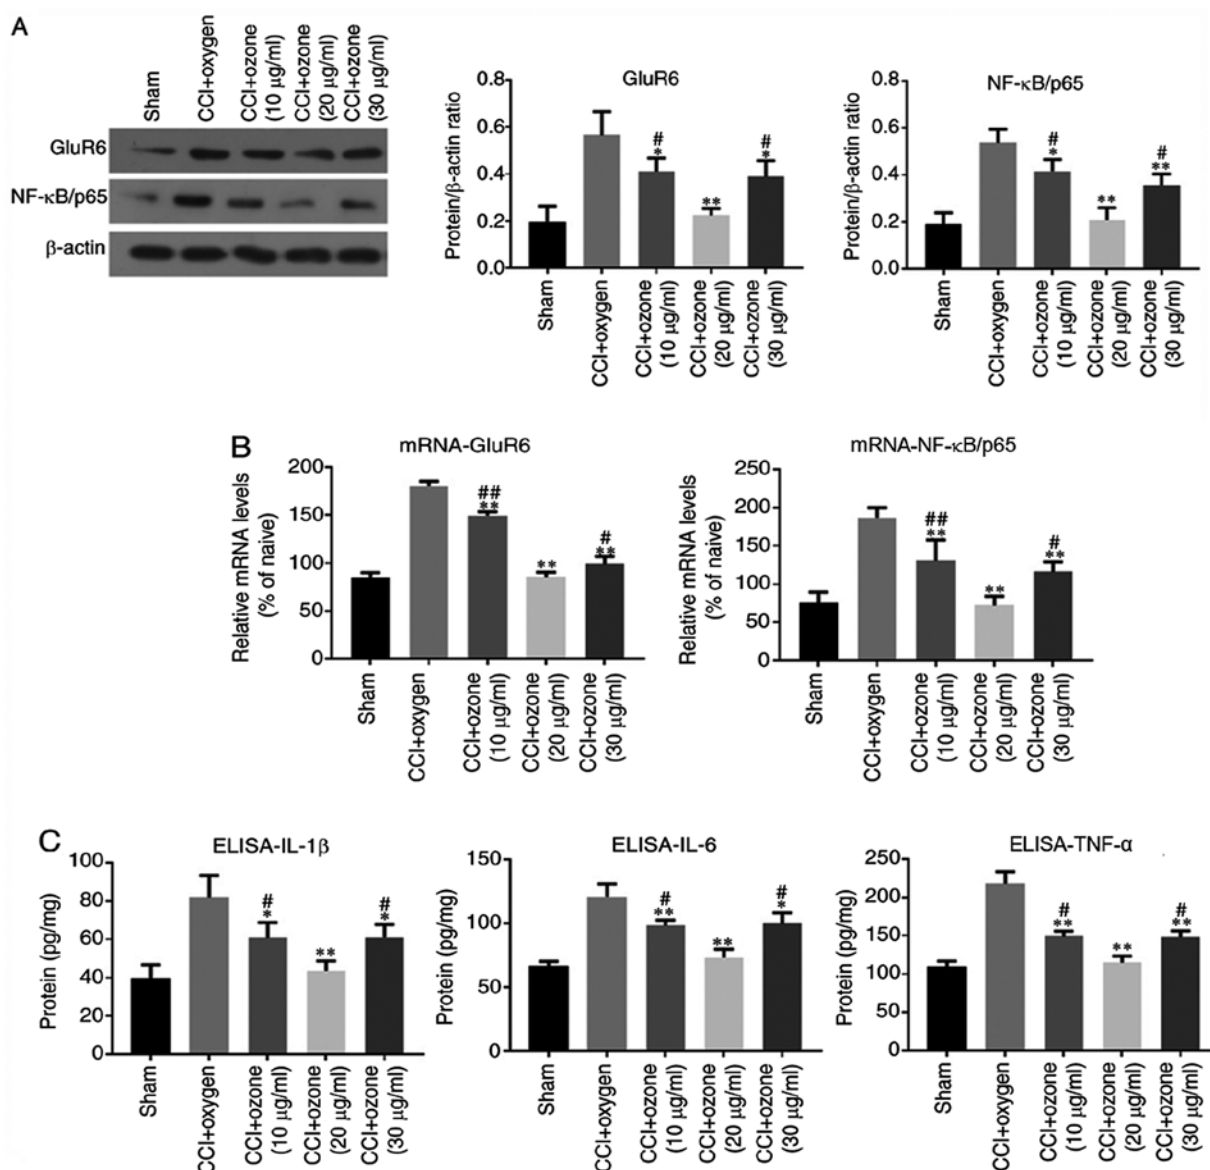 A
Sham
CCI+oxygen
CCI+ozone
(10 µg/ml)
CCI+ozone
(20 µg/ml)
CCI+ozone
(30 µg/ml)
GluR6
NF-κB/p65
β-actin
GluR6
Protein/β-actin ratio
0.8
0.6
0.4
0.2
0.0
#
*
**
#
*
Sham
CCI+oxygen
CCI+ozone
(10 µg/ml)
CCI+ozone
(20 µg/ml)
CCI+ozone
(30 µg/ml)
NF-κB/p65
Protein/β-actin ratio
0.8
0.6
0.4
0.2
0.0
#
*
**
#
**
Sham
CCI+oxygen
CCI+ozone
(10 µg/ml)
CCI+ozone
(20 µg/ml)
CCI+ozone
(30 µg/ml)
B
mRNA-GluR6
Relative mRNA levels
(% of naive)
200
150
100
50
0
##
**
**
#
**
Sham
CCI+oxygen
CCI+ozone
(10 µg/ml)
CCI+ozone
(20 µg/ml)
CCI+ozone
(30 µg/ml)
mRNA-NF-κB/p65
Relative mRNA levels
(% of naive)
250
200
150
100
50
0
##
**
**
#
**
Sham
CCI+oxygen
CCI+ozone
(10 µg/ml)
CCI+ozone
(20 µg/ml)
CCI+ozone
(30 µg/ml)
C
ELISA-IL-1β
Protein (pg/mg)
100
80
60
40
20
0
#
*
**
#
*
Sham
CCI+oxygen
CCI+ozone
(10 µg/ml)
CCI+ozone
(20 µg/ml)
CCI+ozone
(30 µg/ml)
ELISA-IL-6
Protein (pg/mg)
150
100
50
0
#
**
**
#
*
Sham
CCI+oxygen
CCI+ozone
(10 µg/ml)
CCI+ozone
(20 µg/ml)
CCI+ozone
(30 µg/ml)
ELISA-TNF-α
Protein (pg/mg)
250
200
150
100
50
0
#
**
**
#
**
Sham
CCI+oxygen
CCI+ozone
(10 µg/ml)
CCI+ozone
(20 µg/ml)
CCI+ozone
(30 µg/ml)